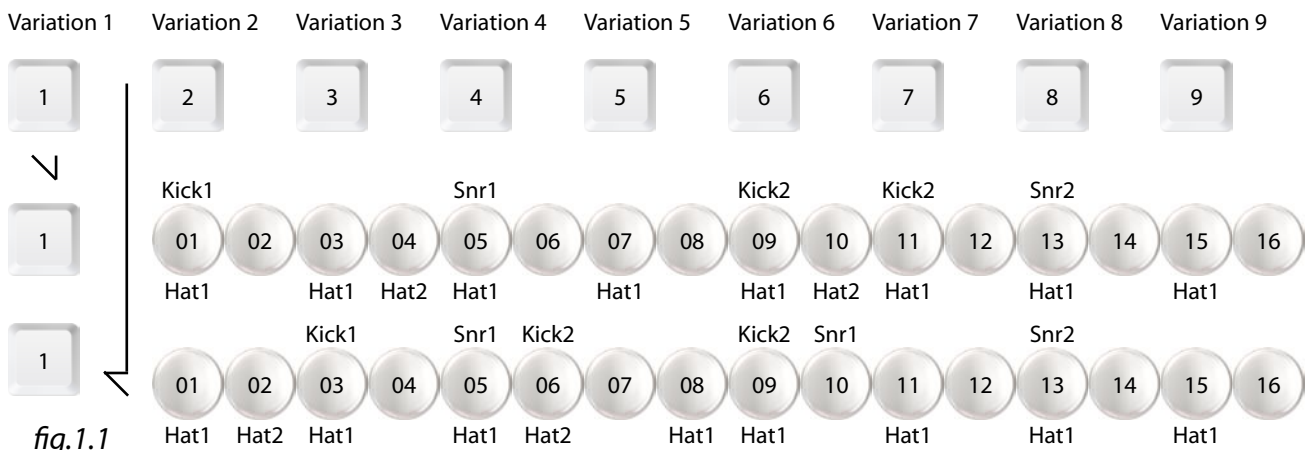 Variation 1 Variation 2 Variation 3 Variation 4 Variation 5 Variation 6 Variation 7 Variation 8 Variation 9
1 2 3 4 5 6 7 8 9
Kick1 Snr1 Kick2 Kick2 Snr2
1 01 02 03 04 05 06 07 08 09 10 11 12 13 14 15 16
Hat1 Hat1 Hat2 Hat1 Hat1 Hat1 Hat2 Hat1 Hat1 Hat1
Kick1 Snr1 Kick2 Kick2 Snr1 Snr2
1 01 02 03 04 05 06 07 08 09 10 11 12 13 14 15 16
fig.1.1 Hat1 Hat2 Hat1 Hat1 Hat2 Hat1 Hat1 Hat1 Hat1 Hat1